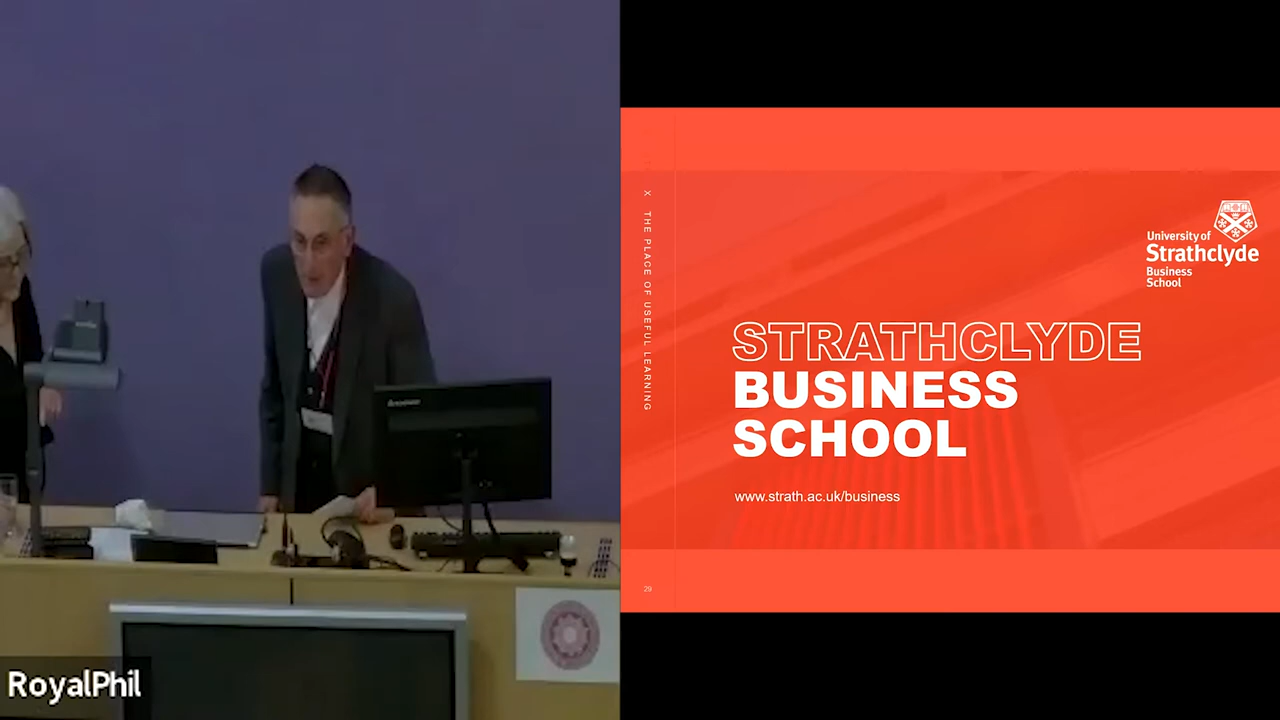 lenovo
RoyalPhil
X THE PLACE OF USEFUL LEARNING
University of
Strathclyde
Business
School
STRATHCLYDE
BUSINESS
SCHOOL
www.strath.ac.uk/business
29